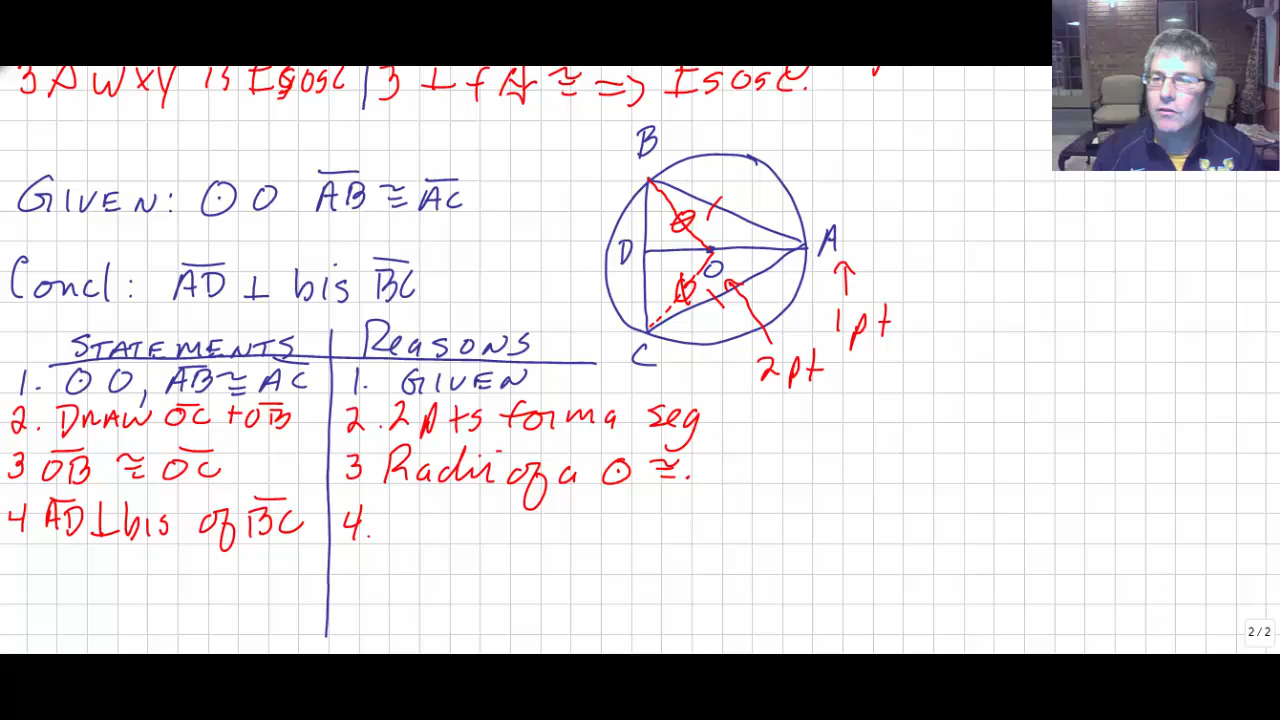 3 Δ WXY is Isosc | 3 ⊥ f A ≅ => Isosc.
B
GIVEN: ⊙ O AB ≅ AC
A
D
O
Concl: AD ⊥ bis BC
1 pt
C
2 pt
STATEMENTS Reasons
1. ⊙ O, AB ≅ AC 1. GIVEN
2. DRAW OC + OB 2. 2 pts form a seg
3 OB ≅ OC 3 Radii of a ⊙ ≅.
4 AD ⊥ bis of BC 4.
2/2